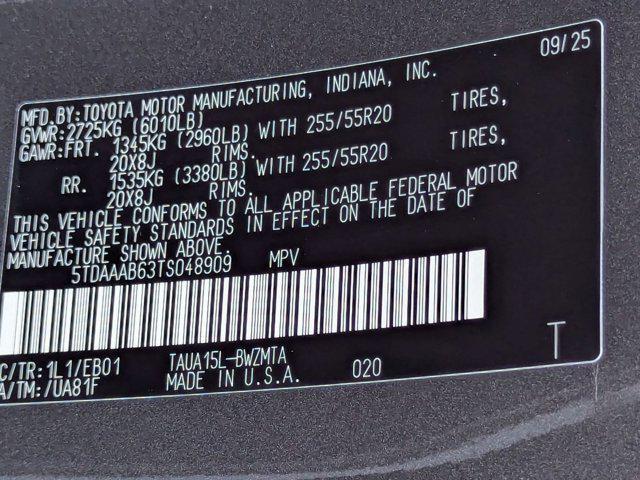 09/25
MFD.BY:TOYOTA MOTOR MANUFACTURING, INDIANA, INC.
GVWR:2725KG (6010LB)
GAWR:FRT. 1345KG (2960LB) WITH 255/55R20 TIRES,
20X8J RIMS.
RR. 1535KG (3380LB) WITH 255/55R20 TIRES,
20X8J RIMS.
THIS VEHICLE CONFORMS TO ALL APPLICABLE FEDERAL MOTOR
VEHICLE SAFETY STANDARDS IN EFFECT ON THE DATE OF
MANUFACTURE SHOWN ABOVE.
5TDAAAB63TS048909 MPV
C/TR:1L1/EB01 TAUA15L-BWZMTA
A/TM:/UA81F MADE IN U.S.A. 020 T